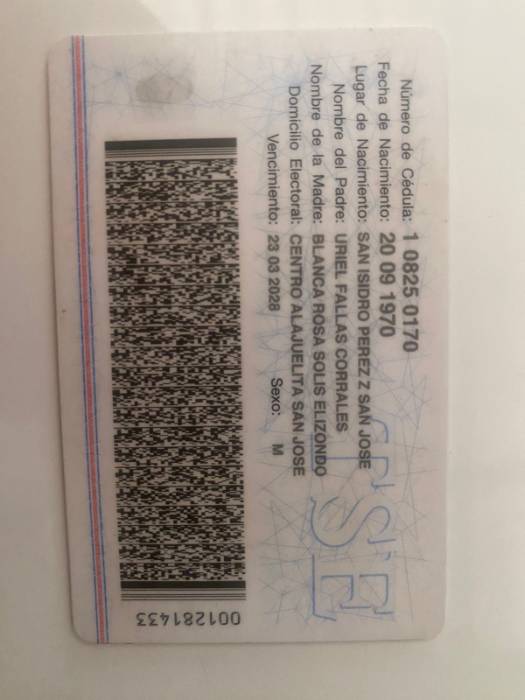 Número de Cédula: 1 0825 0170
Fecha de Nacimiento: 20 09 1970
Lugar de Nacimiento: SAN ISIDRO PEREZ Z SAN JOSE
Nombre del Padre: URIEL FALLAS CORRALES
Nombre de la Madre: BLANCA ROSA SOLIS ELIZONDO
Domicilio Electoral: CENTRO ALAJUELITA SAN JOSE
Vencimiento: 23 03 2028 Sexo: M
TSE
001281433